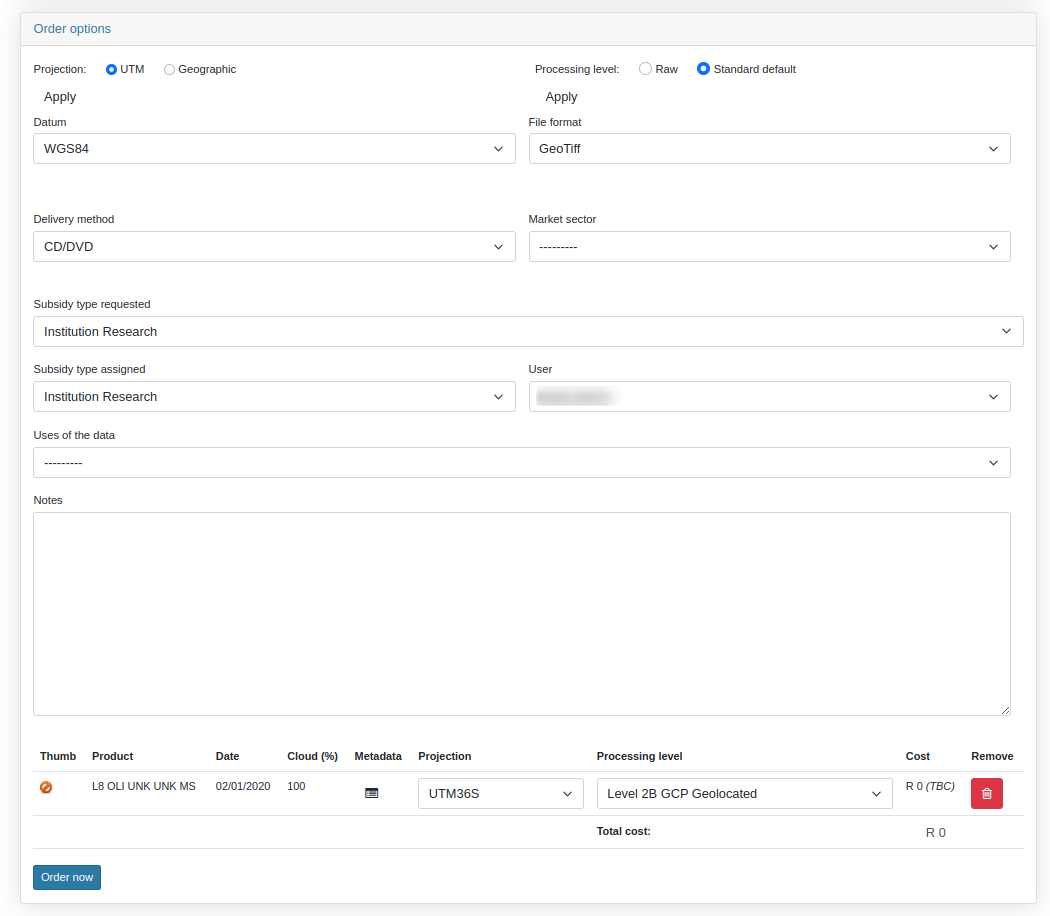 Order options
Projection: UTM Geographic Processing level: Raw Standard default
Apply Apply
Datum File format
WGS84 GeoTiff
Delivery method Market sector
CD/DVD ---------
Subsidy type requested
Institution Research
Subsidy type assigned User
Institution Research
Uses of the data
---------
Notes
Thumb Product Date Cloud (%) Metadata Projection Processing level Cost Remove
L8 OLI UNK UNK MS 02/01/2020 100 UTM36S Level 2B GCP Geolocated R 0 (TBC)
Total cost: R 0
Order now